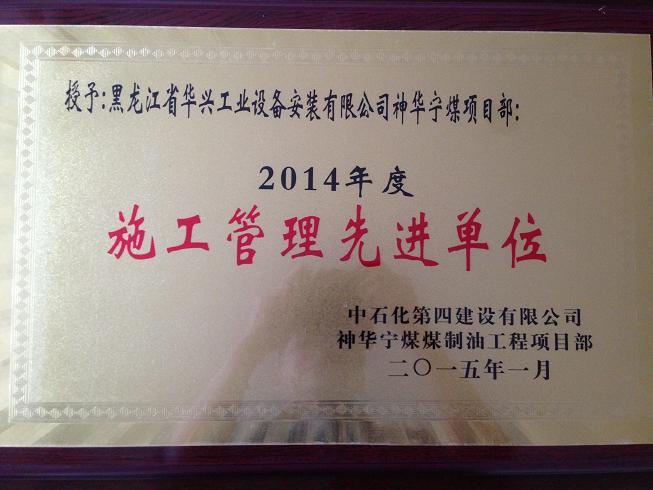 授予:黑龙江省华兴工业设备安装有限公司神华宁煤项目部:
2014年度
施工管理先进单位
中石化第四建设有限公司
神华宁煤煤制油工程项目部
二〇一五年一月